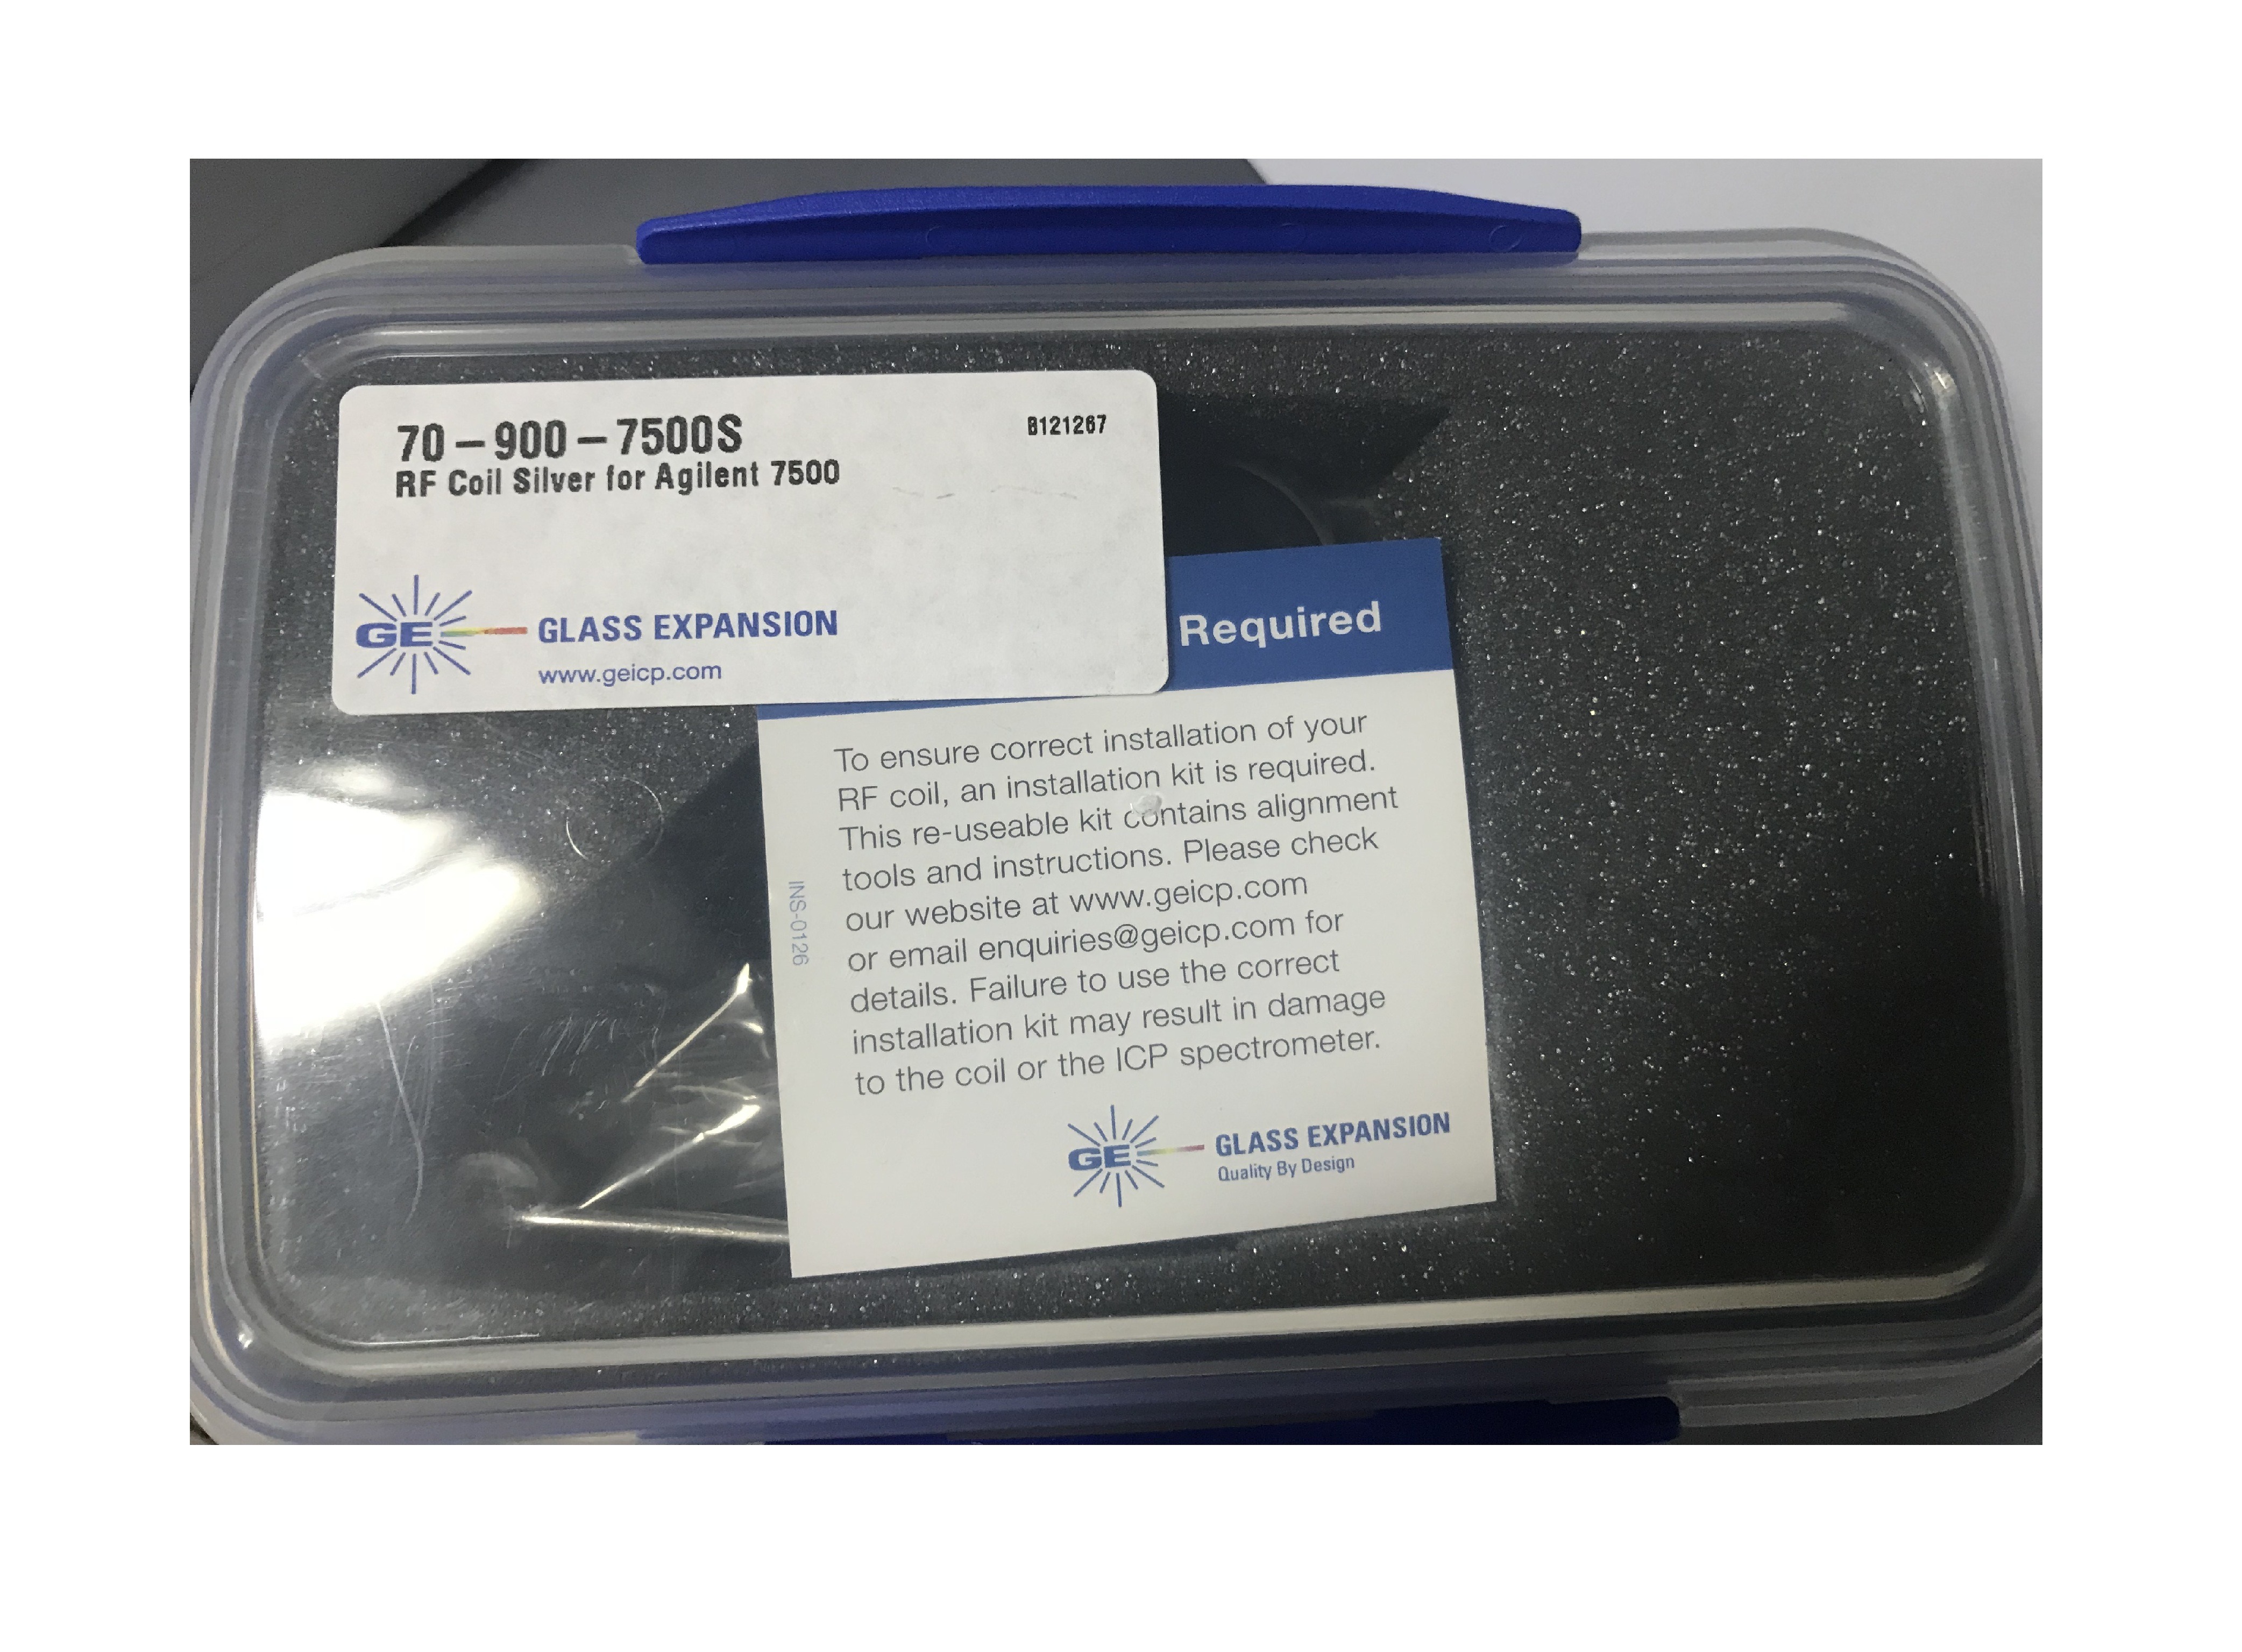 70-900-7500S
B121267
RF Coil Silver for Agilent 7500
GE GLASS EXPANSION
www.geicp.com
Required
To ensure correct installation of your
RF coil, an installation kit is required.
This re-useable kit contains alignment
tools and instructions. Please check
our website at www.geicp.com
or email enquiries@geicp.com for
details. Failure to use the correct
installation kit may result in damage
to the coil or the ICP spectrometer.
INS-0126
GE GLASS EXPANSION
Quality By Design